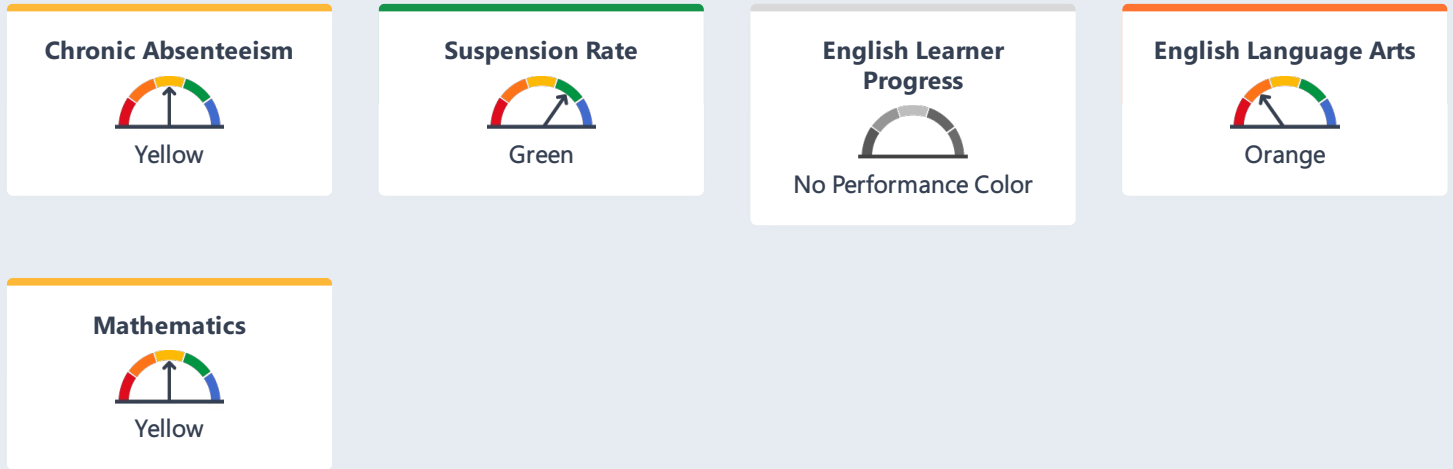 Chronic Absenteeism
Yellow
Suspension Rate
Green
English Learner
Progress
No Performance Color
English Language Arts
Orange
Mathematics
Yellow